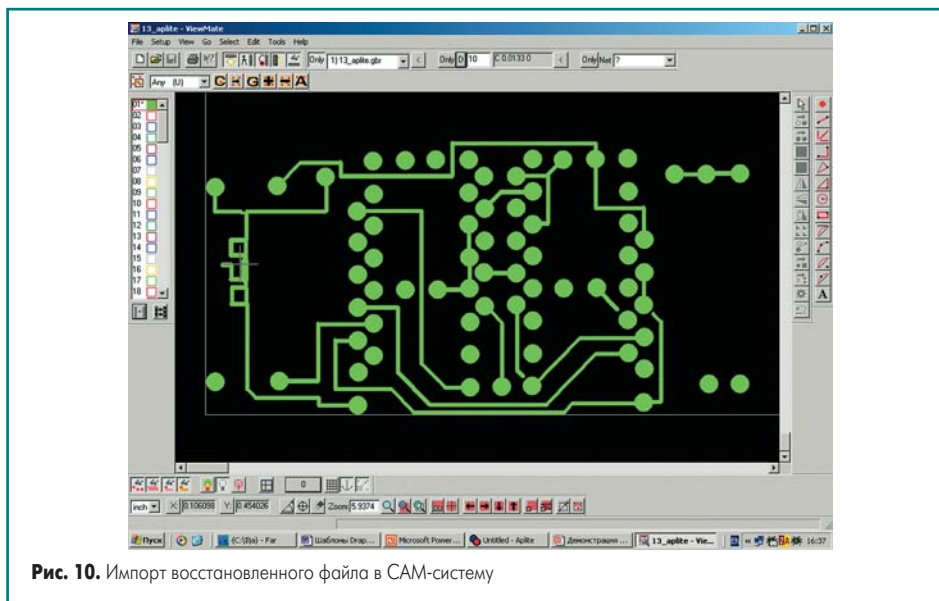 13_aplite - ViewMate
File Setup View Go Select Edit Tools Help
Only 1) 13_aplite.gbr < Only D 10 C 0.0133 0 < Only Net ?
Any (U) C G A
01*
02
03
04
05
06
07
08
09
10
11
12
13
14
15
16
17
18
A
0
inch X: 0.106098 Y: 0.454026 Zoom: 5.9374
Пуск {C:\Ilja} - Far Шаблоны Drap... Microsoft Power... Untitled - Aplite Демонстрация ... 13_aplite - Vie... 16:37
Рис. 10. Импорт восстановленного файла в CAM-систему